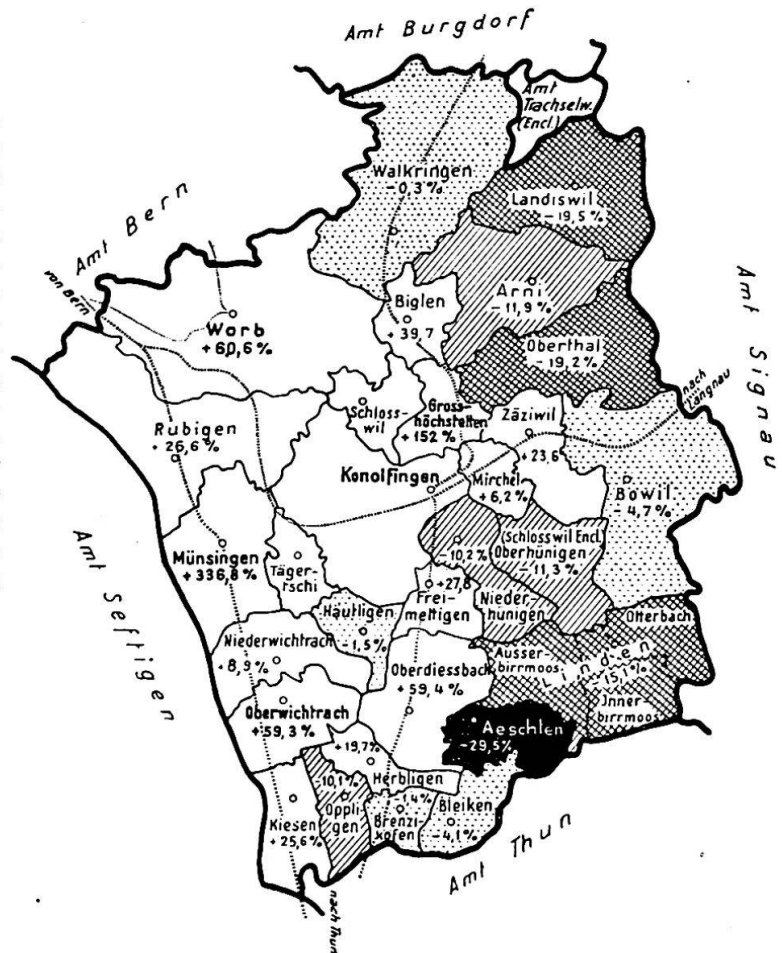 Amt Burgdorf
Amt
Trachselw.
(Encl.)
Walkringen
- 0,3 %
Landiswil
- 19,5 %
Amt Bern
von Bern
Biglen
+ 39,7
Arni
- 11,9 %
Worb
+ 60,6 %
Oberthal
- 19,2 %
Amt Signau
nach
Langnau
Schloss-
wil
Gross-
höchstetten
+ 152 %
Zäziwil
+ 23,6
Rubigen
+ 26,6 %
Konolfingen
Mirchel
+ 6,2 %
Bowil
- 4,7 %
Münsingen
+ 336,8 %
Täger-
tschi
- 10,2 %
(Schlosswil Encl.
Oberhünigen
- 11,3 %
+ 27,8
Frei-
mettigen
Nieder-
hünigen
Amt Seftigen
Häutligen
- 1,5 %
Otterbach
Niederwichtrach
+ 8,9 %
Ausser-
birrmoos
Linden
- 15,1 %
Oberdiessbach
+ 59,4 %
Inner-
birrmoos
Oberwichtrach
+ 59,3 %
Aeschlen
- 29,5 %
+ 19,7 %
Herbligen
- 10,1 %
Oppligen
Kiesen
+ 25,6 %
- 1,4 %
Brenzi-
kofen
Bleiken
- 4,1 %
Amt Thun
nach Thun